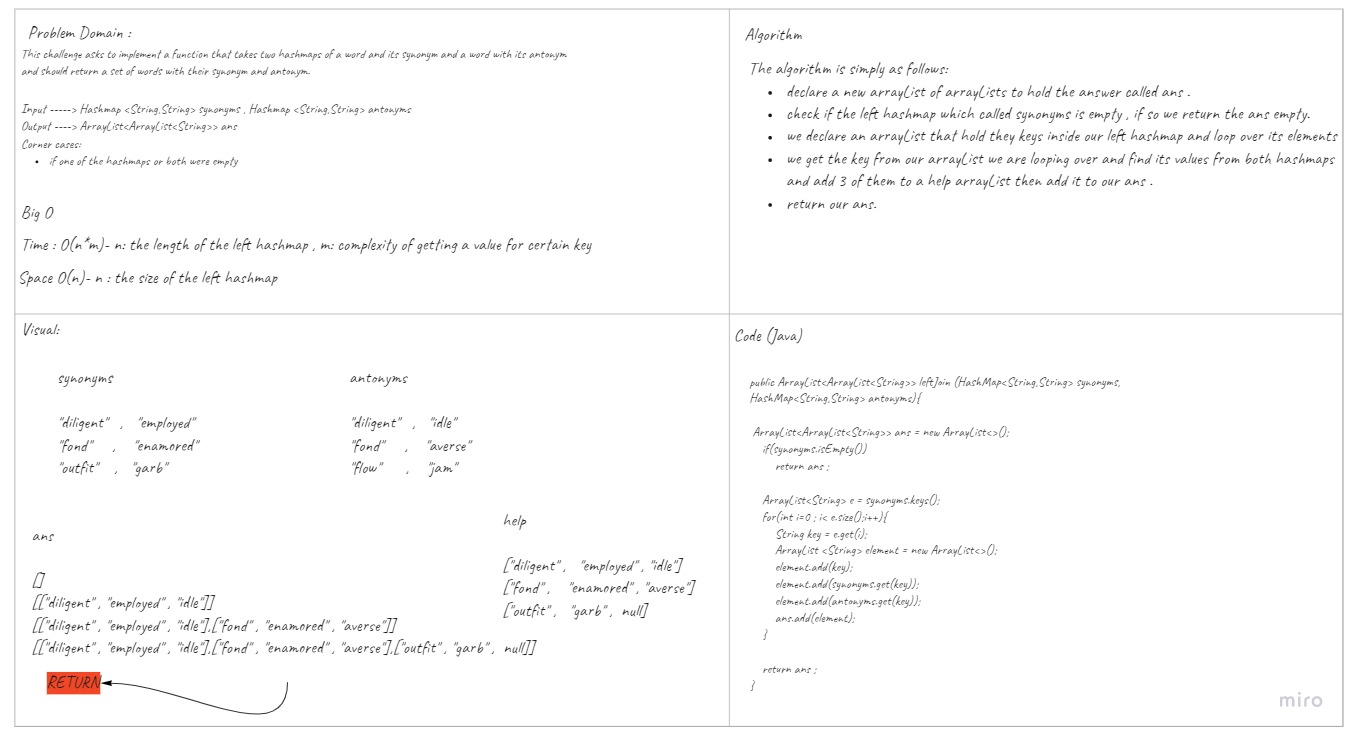 Problem Domain :
This challenge asks to implement a function that takes two hashmaps of a word and its synonym and a word with its antonym
and should return a set of words with their synonym and antonym.
Input -----> Hashmap <String,String> synonyms , Hashmap <String,String> antonyms
Output ----> ArrayList<ArrayList<String>> ans
Corner cases:
• if one of the hashmaps or both were empty
Big O
Time : O(n*m)- n: the length of the left hashmap , m: complexity of getting a value for certain key
Space O(n)- n : the size of the left hashmap
Algorithm
The algorithm is simply as follows:
• declare a new arrayList of arrayLists to hold the answer called ans .
• check if the left hashmap which called synonyms is empty , if so we return the ans empty.
• we declare an arrayList that hold they keys inside our left hashmap and loop over its elements
• we get the key from our arrayList we are looping over and find its values from both hashmaps
and add 3 of them to a help arrayList then add it to our ans .
• return our ans.
Visual:
synonyms
"diligent" , "employed"
"fond" , "enamored"
"outfit" , "garb"
antonyms
"diligent" , "idle"
"fond" , "averse"
"flow" , "jam"
help
["diligent", "employed", "idle"]
["fond", "enamored", "averse"]
["outfit", "garb", null]
ans
[]
[["diligent", "employed", "idle"]]
[["diligent", "employed", "idle"],["fond", "enamored", "averse"]]
[["diligent", "employed", "idle"],["fond", "enamored", "averse"],["outfit", "garb", null]]
RETURN
Code (Java)
public ArrayList<ArrayList<String>> leftJoin (HashMap<String,String> synonyms,
HashMap<String,String> antonyms){
ArrayList<ArrayList<String>> ans = new ArrayList<>();
if(synonyms.isEmpty())
return ans ;
ArrayList<String> e = synonyms.keys();
for(int i=0 ; i< e.size();i++){
String key = e.get(i);
ArrayList <String> element = new ArrayList<>();
element.add(key);
element.add(synonyms.get(key));
element.add(antonyms.get(key));
ans.add(element);
}
return ans ;
}
miro